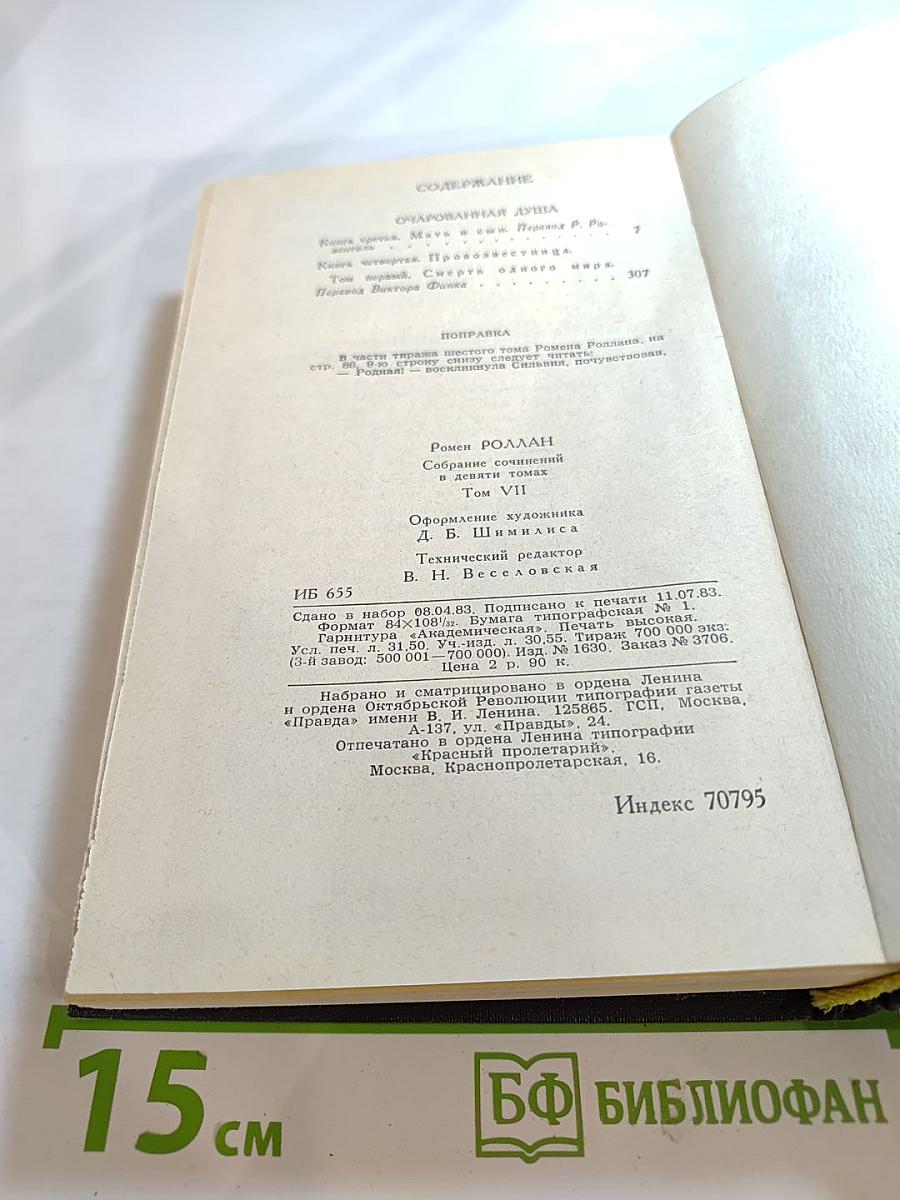 СОДЕРЖАНИЕ
ОЧАРОВАННАЯ ДУША
Книга третья. Мать и сын. Перевод Р. Ро-
зенталь . . . . . . . . . . . . 7
Книга четвертая. Провозвестница.
Том первый. Смерть одного мира.
Перевод Виктора Финка . . . . . . . . 307
ПОПРАВКА
В части тиража шестого тома Ромена Роллана, на
стр. 86, 9-ю строку снизу следует читать:
— Родная! — воскликнула Сильвия, почувствовав,
Ромен РОЛЛАН
Собрание сочинений
в девяти томах
Том VII
Оформление художника
Д. Б. Шимилиса
Технический редактор
В. Н. Веселовская
ИБ 655
Сдано в набор 08.04.83. Подписано к печати 11.07.83.
Формат 84×108¹/₃₂. Бумага типографская № 1.
Гарнитура «Академическая». Печать высокая.
Усл. печ. л. 31,50. Уч.-изд. л. 30,55. Тираж 700 000 экз.
(3-й завод: 500 001—700 000). Изд. № 1630. Заказ № 3706.
Цена 2 р. 90 к.
Набрано и сматрицировано в ордена Ленина
и ордена Октябрьской Революции типографии газеты
«Правда» имени В. И. Ленина. 125865. ГСП, Москва,
А-137, ул. «Правды», 24.
Отпечатано в ордена Ленина типографии
«Красный пролетарий».
Москва, Краснопролетарская, 16.
Индекс 70795
15 см
БФ БИБЛИОФАН